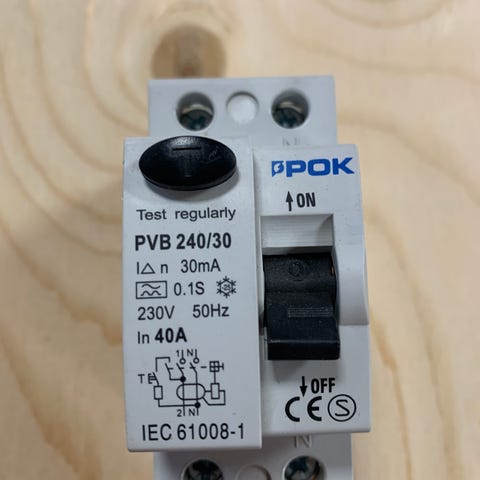 N
T
POK
ON
Test regularly
PVB 240/30
I△n 30mA
0.1S
230V 50Hz
In 40A
1 N
T
2 N
OFF
CE S
IEC 61008-1
N